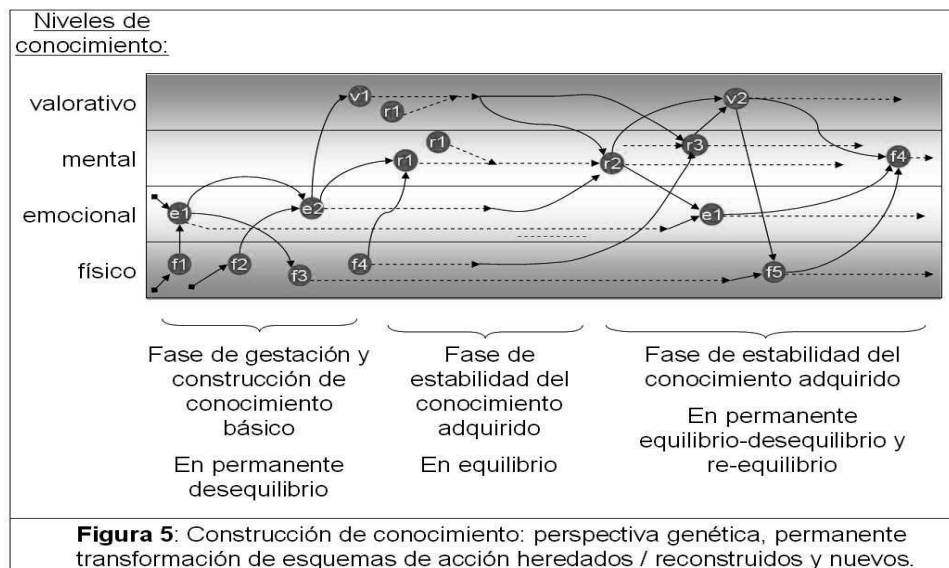 Niveles de
conocimiento:
valorativo
v1
r1
v2
mental
r1
r1
r2
r3
f4
emocional
e1
e2
e1
físico
f1
f2
f3
f4
f5
Fase de gestación y
construcción de
conocimiento
básico
En permanente
desequilibrio
Fase de
estabilidad del
conocimiento
adquirido
En equilibrio
Fase de estabilidad del
conocimiento adquirido
En permanente
equilibrio-desequilibrio y
re-equilibrio
Figura 5: Construcción de conocimiento: perspectiva genética, permanente
transformación de esquemas de acción heredados / reconstruidos y nuevos.